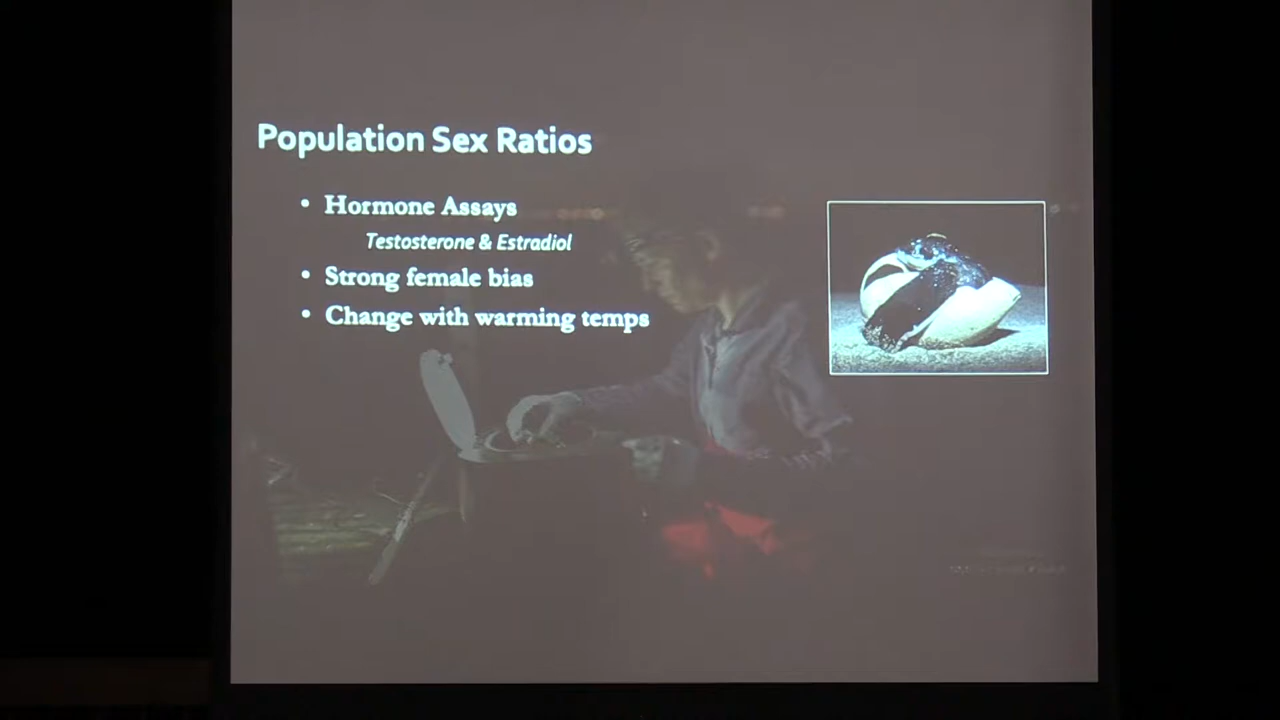 Population Sex Ratios
• Hormone Assays
Testosterone & Estradiol
• Strong female bias
• Change with warming temps